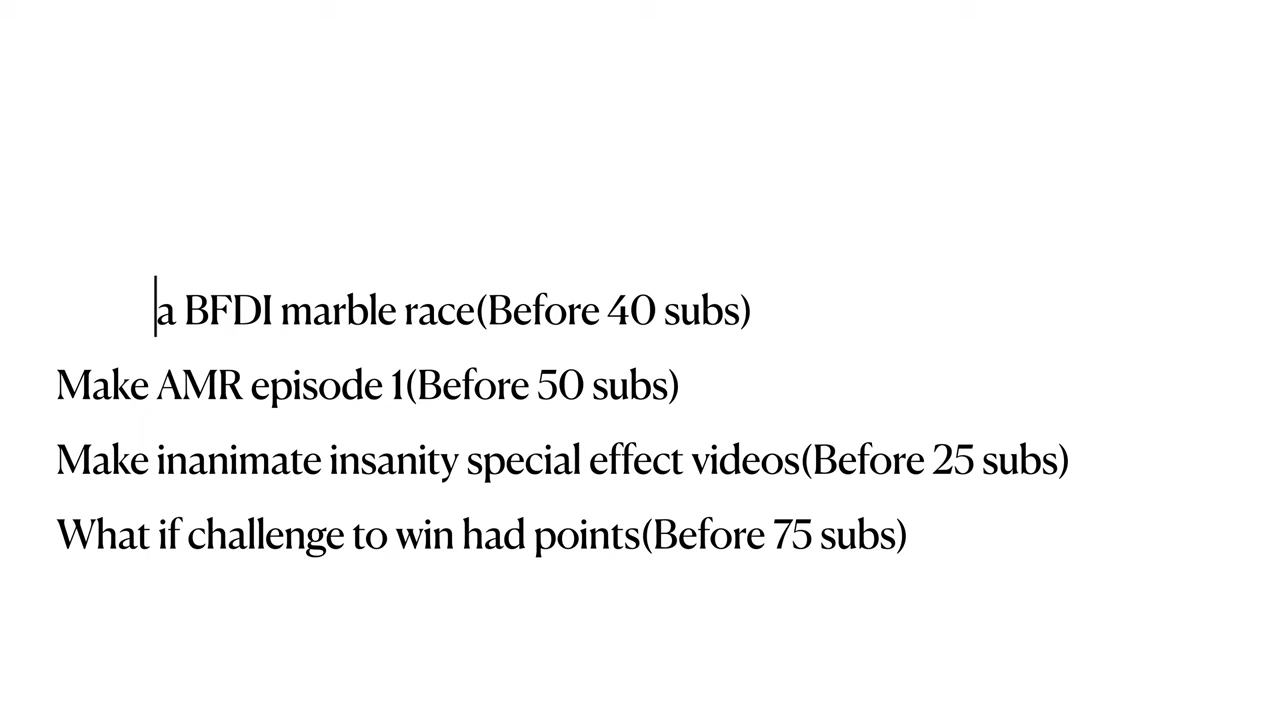 a BFDI marble race(Before 40 subs)
Make AMR episode 1(Before 50 subs)
Make inanimate insanity special effect videos(Before 25 subs)
What if challenge to win had points(Before 75 subs)